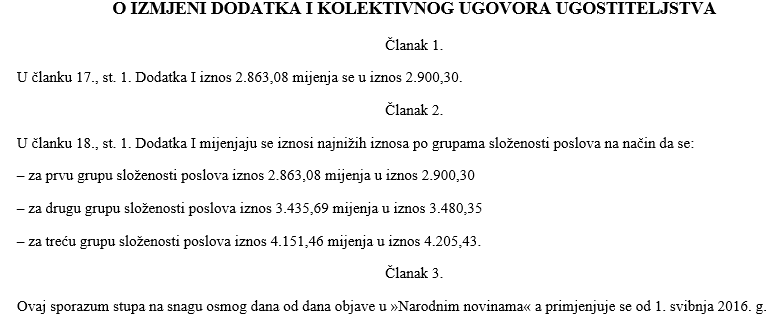 O IZMJENI DODATKA I KOLEKTIVNOG UGOVORA UGOSTITELJSTVA
Članak 1.
U članku 17., st. 1. Dodatka I iznos 2.863,08 mijenja se u iznos 2.900,30.
Članak 2.
U članku 18., st. 1. Dodatka I mijenjaju se iznosi najnižih iznosa po grupama složenosti poslova na način da se:
– za prvu grupu složenosti poslova iznos 2.863,08 mijenja u iznos 2.900,30
– za drugu grupu složenosti poslova iznos 3.435,69 mijenja u iznos 3.480,35
– za treću grupu složenosti poslova iznos 4.151,46 mijenja u iznos 4.205,43.
Članak 3.
Ovaj sporazum stupa na snagu osmog dana od dana objave u »Narodnim novinama« a primjenjuje se od 1. svibnja 2016. g.